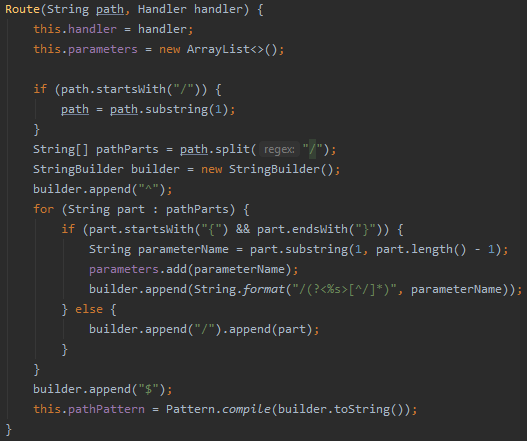 Route(String path, Handler handler) {
    this.handler = handler;
    this.parameters = new ArrayList<>();

    if (path.startsWith("/")) {
        path = path.substring(1);
    }
    String[] pathParts = path.split( regex: "/");
    StringBuilder builder = new StringBuilder();
    builder.append("^");
    for (String part : pathParts) {
        if (part.startsWith("{") && part.endsWith("}")) {
            String parameterName = part.substring(1, part.length() - 1);
            parameters.add(parameterName);
            builder.append(String.format("/(?<%s>[^/]*)", parameterName));
        } else {
            builder.append("/").append(part);
        }
    }
    builder.append("$");
    this.pathPattern = Pattern.compile(builder.toString());
}